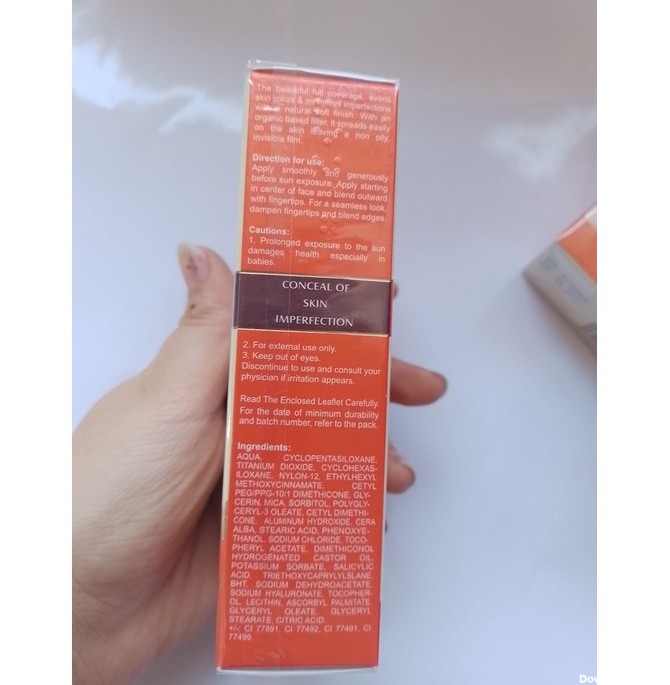 The beautiful full coverage, evens
skin colors & minimizes imperfections
with a natural soft finish. With an
organic based filter, it spreads easily
on the skin leaving a non oily,
invisible film.
Direction for use:
Apply smoothly and generously
before sun exposure. Apply starting
in center of face and blend outward
with fingertips. For a seamless look,
dampen fingertips and blend edges.
Cautions:
1. Prolonged exposure to the sun
damages health especially in
babies.
CONCEAL OF
SKIN
IMPERFECTION
2. For external use only.
3. Keep out of eyes.
Discontinue to use and consult your
physician if irritation appears.
Read The Enclosed Leaflet Carefully.
For the date of minimum durability
and batch number, refer to the pack.
Ingredients:
AQUA, CYCLOPENTASILOXANE,
TITANIUM DIOXIDE, CYCLOHEXAS-
ILOXANE, NYLON-12, ETHYLHEXYL
METHOXYCINNAMATE, CETYL
PEG/PPG-10/1 DIMETHICONE, GLY-
CERIN, MICA, SORBITOL, POLYGLY-
CERYL-3 OLEATE, CETYL DIMETHI-
CONE, ALUMINUM HYDROXIDE, CERA
ALBA, STEARIC ACID, PHENOXYE-
THANOL, SODIUM CHLORIDE, TOCO-
PHERYL ACETATE, DIMETHICONOL
HYDROGENATED CASTOR OIL,
POTASSIUM SORBATE, SALICYLIC
ACID, TRIETHOXYCAPRYLYLSLANE,
BHT, SODIUM DEHYDROACETATE,
SODIUM HYALURONATE, TOCOPHER-
OL, LECITHIN, ASCORBYL PALMITATE,
GLYCERYL OLEATE, GLYCERYL
STEARATE, CITRIC ACID.
+/-: CI 77891, CI 77492, CI 77491, CI
77499.